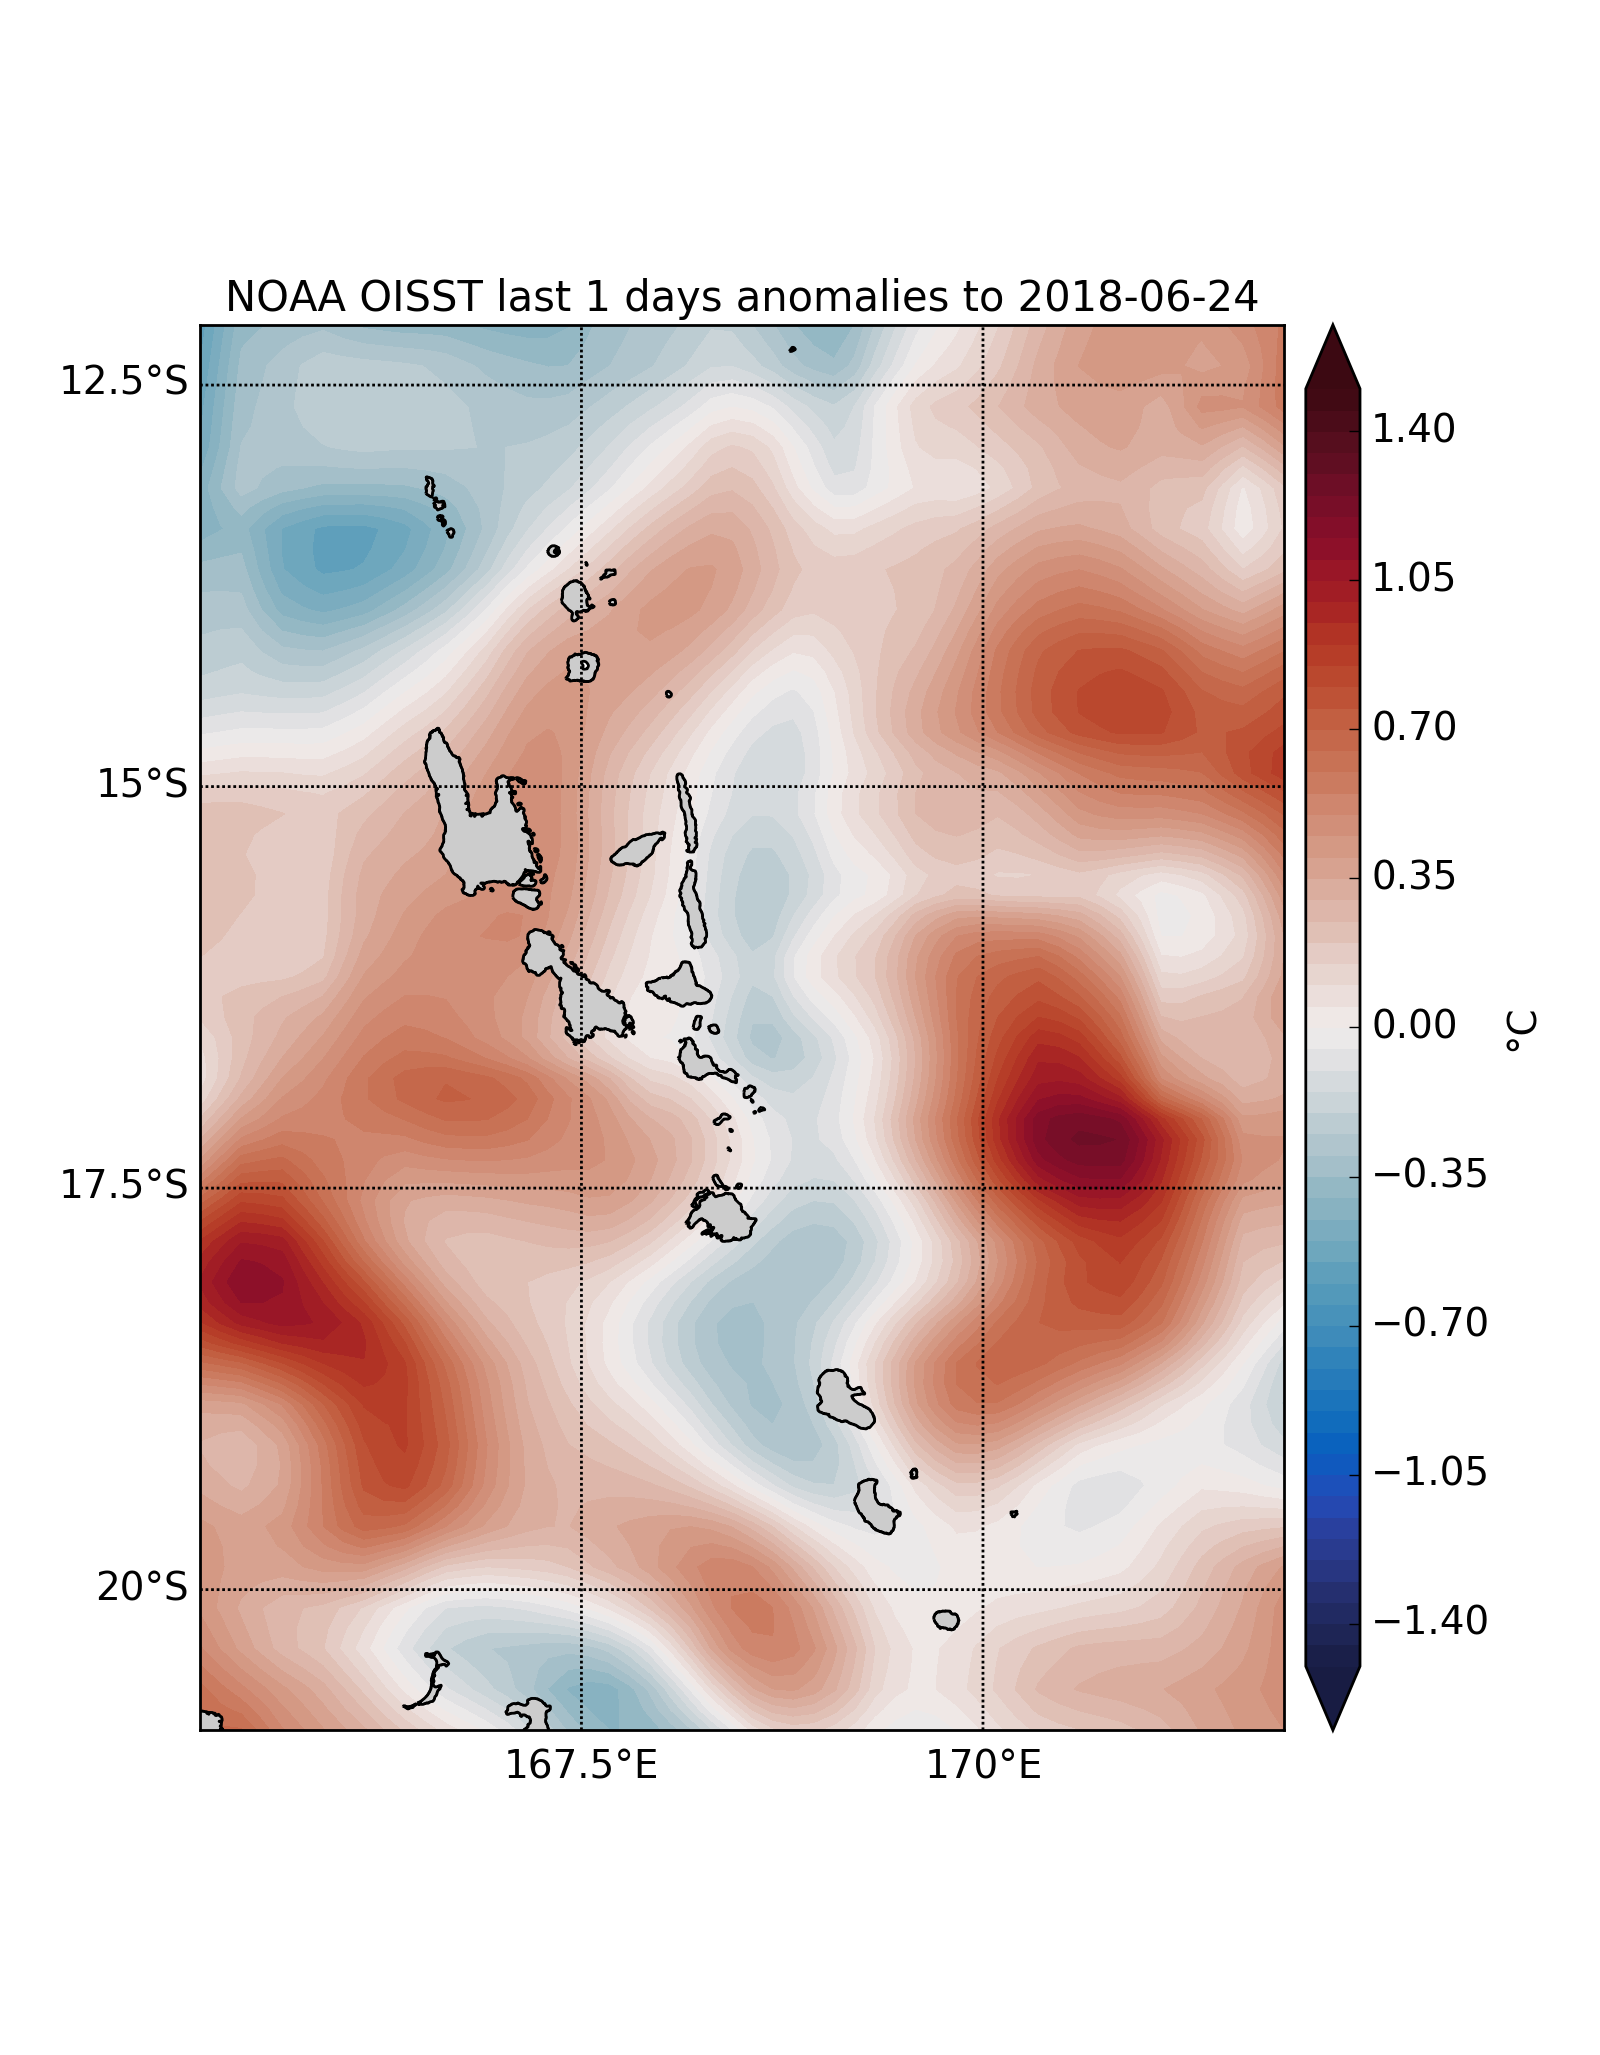 NOAA OISST last 1 days anomalies to 2018-06-24
12.5°S
15°S
17.5°S
20°S
167.5°E
170°E
1.40
1.05
0.70
0.35
0.00
−0.35
−0.70
−1.05
−1.40
°C